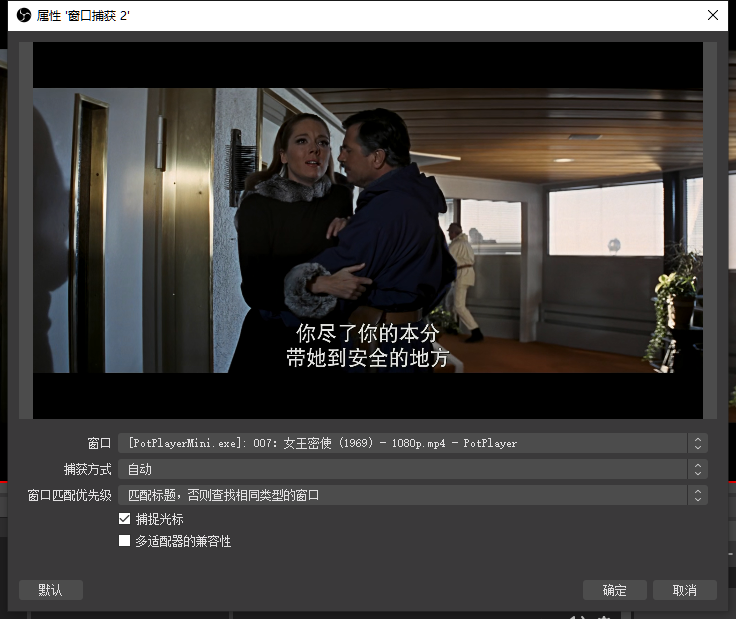 属性 '窗口捕获 2'
你尽了你的本分
带她到安全的地方
窗口
[PotPlayerMini.exe]: 007: 女王密使 (1969) - 1080p.mp4 - PotPlayer
捕获方式
自动
窗口匹配优先级
匹配标题，否则查找相同类型的窗口
捕捉光标
多适配器的兼容性
默认
确定
取消